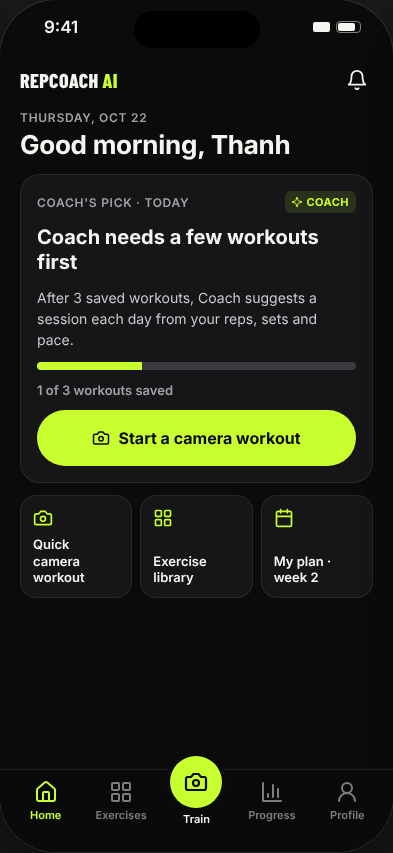 9:41
REPCOACH AI
THURSDAY, OCT 22
Good morning, Thanh
COACH'S PICK · TODAY
COACH
Coach needs a few workouts
first
After 3 saved workouts, Coach suggests a
session each day from your reps, sets and
pace.
1 of 3 workouts saved
Start a camera workout
Quick
camera
workout
Exercise
library
My plan ·
week 2
Home
Exercises
Train
Progress
Profile